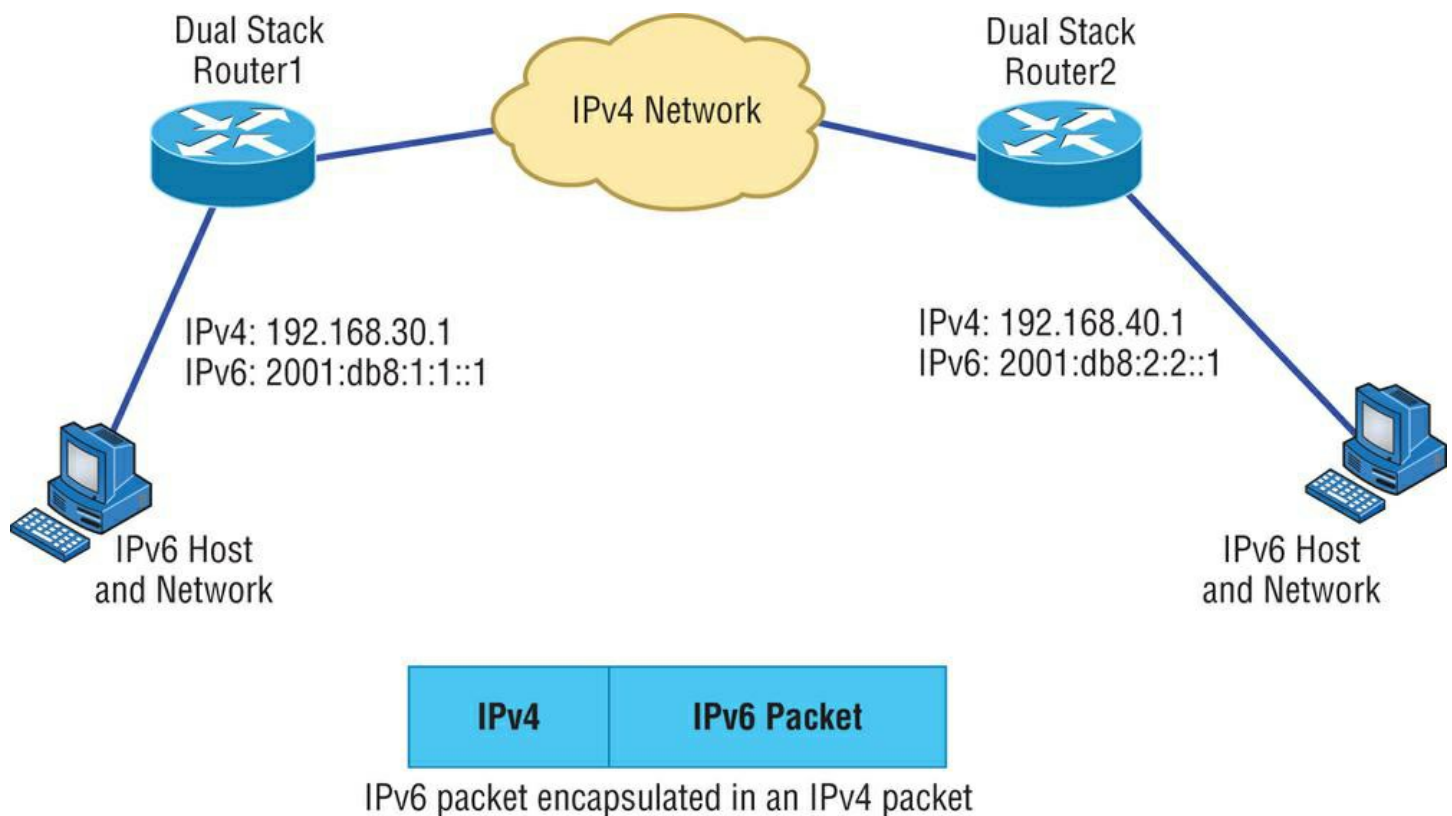 Dual Stack
Router1
Dual Stack
Router2
IPv4 Network
IPv4: 192.168.30.1
IPv6: 2001:db8:1:1::1
IPv4: 192.168.40.1
IPv6: 2001:db8:2:2::1
IPv6 Host
and Network
IPv6 Host
and Network
IPv4
IPv6 Packet
IPv6 packet encapsulated in an IPv4 packet